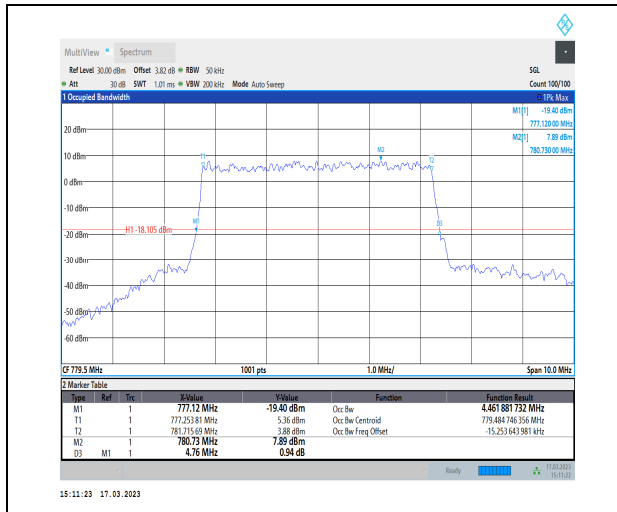 MultiView Spectrum
Ref Level 30.00 dBm Offset 3.82 dB RBW 50 kHz SGL
Att 30 dB SWT 1.01 ms VBW 200 kHz Mode Auto Sweep Count 100/100
1 Occupied Bandwidth 1Pk Max
M1[1] -19.40 dBm
777.120 00 MHz
M2[1] 7.89 dBm
780.730 00 MHz
20 dBm
10 dBm
M2
T1
T2
0 dBm
-10 dBm
M1
D3
H1 -18.105 dBm
-20 dBm
-30 dBm
-40 dBm
-50 dBm
-60 dBm
CF 779.5 MHz 1001 pts 1.0 MHz/ Span 10.0 MHz
2 Marker Table
Type Ref Trc X-Value Y-Value Function Function Result
M1 1 777.12 MHz -19.40 dBm Occ Bw 4.461 881 732 MHz
T1 1 777.253 81 MHz 5.36 dBm Occ Bw Centroid 779.484 746 356 MHz
T2 1 781.715 69 MHz 3.88 dBm Occ Bw Freq Offset -15.253 643 981 kHz
M2 1 780.73 MHz 7.89 dBm
D3 M1 1 4.76 MHz 0.94 dB
Ready 17.03.2023
15:11:22
15:11:23 17.03.2023